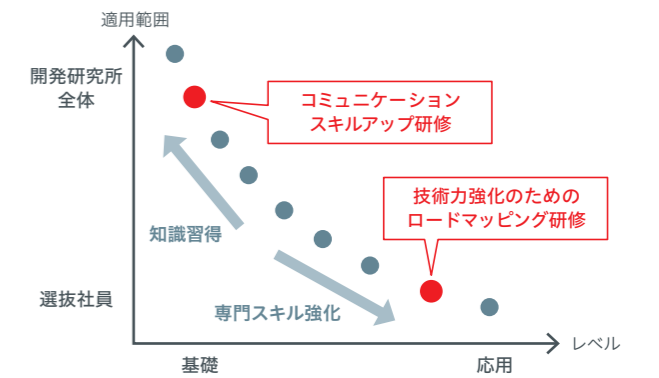 適用範囲
開発研究所
全体
コミュニケーション
スキルアップ研修
技術力強化のための
ロードマッピング研修
知識習得
選抜社員
専門スキル強化
レベル
基礎
応用